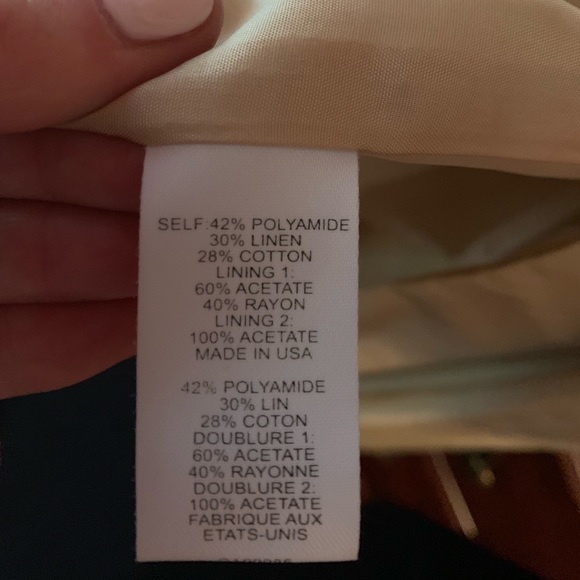 SELF:42% POLYAMIDE
30% LINEN
28% COTTON
LINING 1:
60% ACETATE
40% RAYON
LINING 2:
100% ACETATE
MADE IN USA
42% POLYAMIDE
30% LIN
28% COTON
DOUBLURE 1:
60% ACETATE
40% RAYONNE
DOUBLURE 2:
100% ACETATE
FABRIQUE AUX
ETATS-UNIS